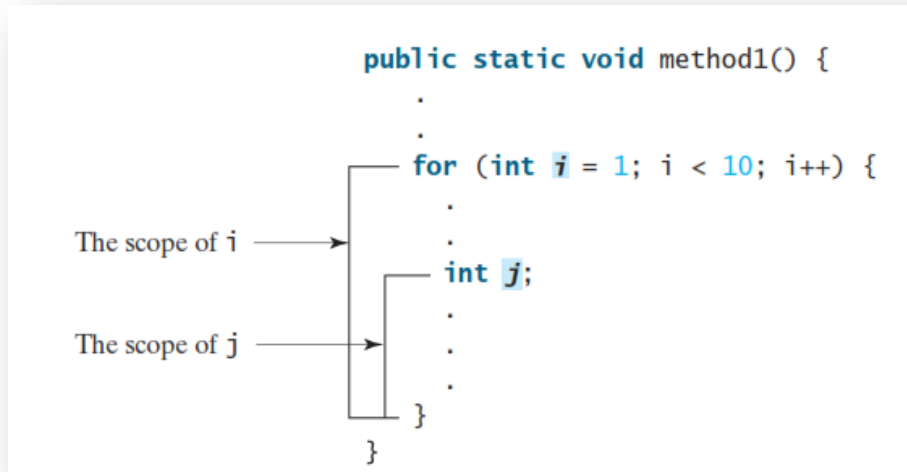 public static void method1() {
.
.
for (int i = 1; i < 10; i++) {
.
The scope of i
.
int j;
.
The scope of j
.
.
}
}